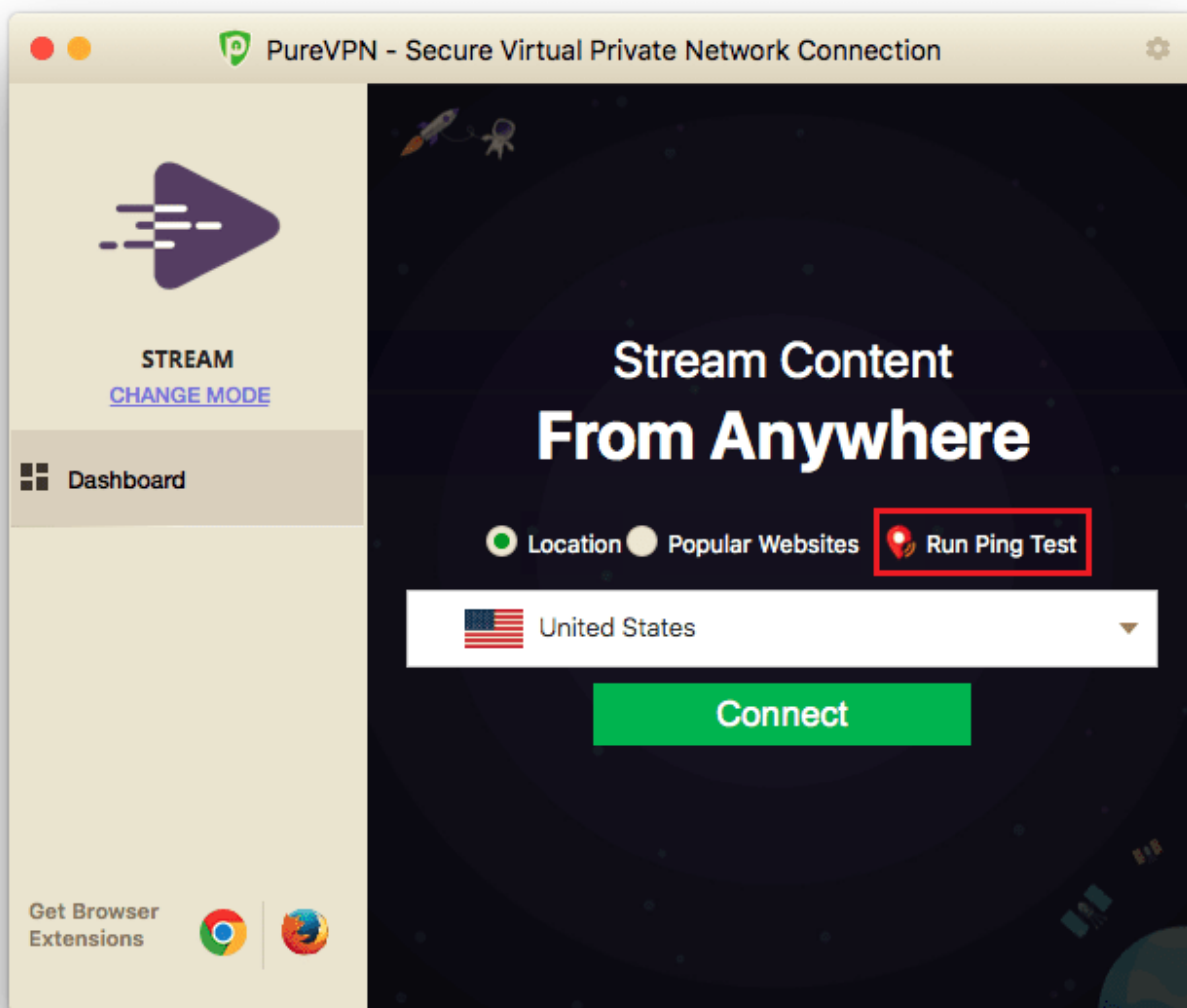 PureVPN - Secure Virtual Private Network Connection
STREAM
CHANGE MODE
Dashboard
Get Browser
Extensions
Stream Content
From Anywhere
Location Popular Websites Run Ping Test
United States
Connect